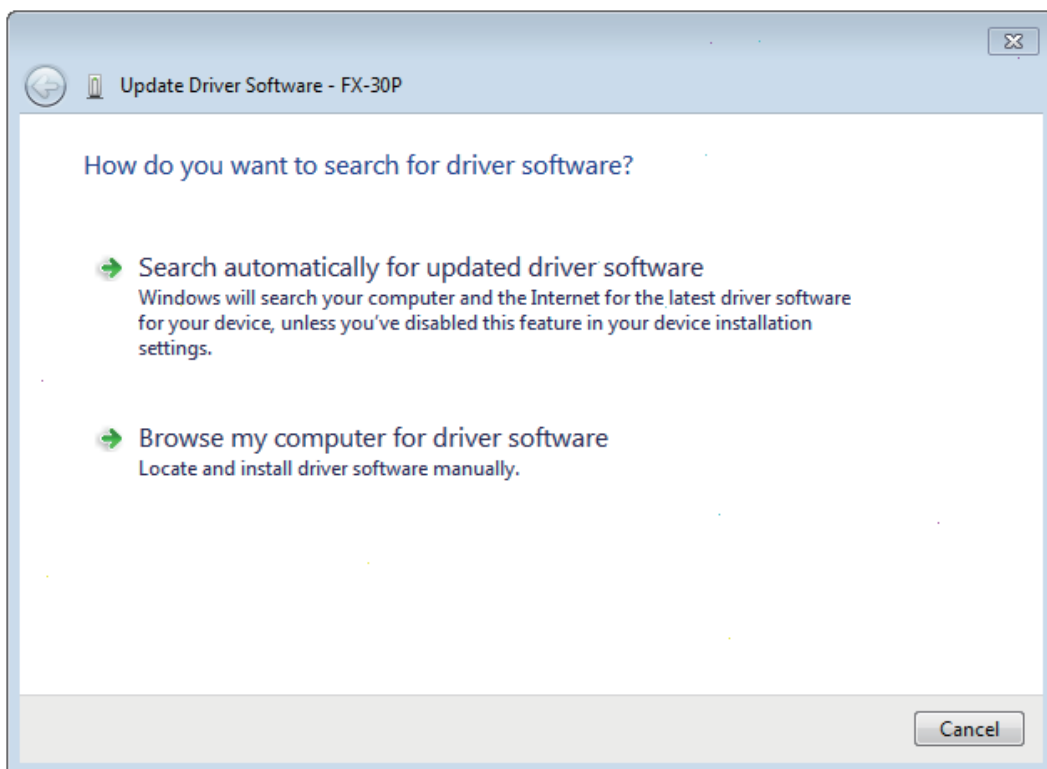 Update Driver Software - FX-30P
How do you want to search for driver software?
Search automatically for updated driver software
Windows will search your computer and the Internet for the latest driver software
for your device, unless you've disabled this feature in your device installation
settings.
Browse my computer for driver software
Locate and install driver software manually.
Cancel